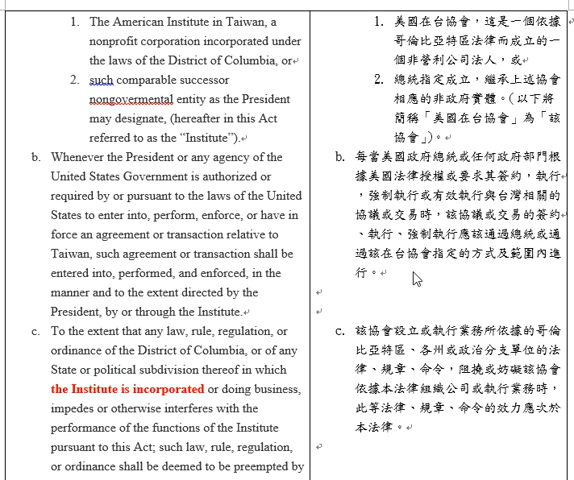 1. The American Institute in Taiwan, a
nonprofit corporation incorporated under
the laws of the District of Columbia, or
2. such comparable successor
nongovermental entity as the President
may designate, (hereafter in this Act
referred to as the “Institute”).
b. Whenever the President or any agency of the
United States Government is authorized or
required by or pursuant to the laws of the United
States to enter into, perform, enforce, or have in
force an agreement or transaction relative to
Taiwan, such agreement or transaction shall be
entered into, performed, and enforced, in the
manner and to the extent directed by the
President, by or through the Institute.
c. To the extent that any law, rule, regulation, or
ordinance of the District of Columbia, or of any
State or political subdivision thereof in which
the Institute is incorporated or doing business,
impedes or otherwise interferes with the
performance of the functions of the Institute
pursuant to this Act; such law, rule, regulation,
or ordinance shall be deemed to be preempted by
1. 美國在台協會，這是一個依據
哥倫比亞特區法律而成立的一
個非營利公司法人，或
2. 總統指定成立，繼承上述協會
相應的非政府實體。（以下將
簡稱「美國在台協會」為「該
協會」）。
b. 每當美國政府總統或任何政府部門根
據美國法律授權或要求其簽約，執行
，強制執行或有效執行與台灣相關的
協議或交易時，該協議或交易的簽約
、執行、強制執行應該通過總統或通
過該在台協會指定的方式及範圍內進
行。
c. 該協會設立或執行業務所依據的哥倫
比亞特區、各州或政治分支單位的法
律、規章、命令，阻撓或妨礙該協會
依據本法律組織公司或執行業務時，
此等法律、規章、命令的效力應次於
本法律。